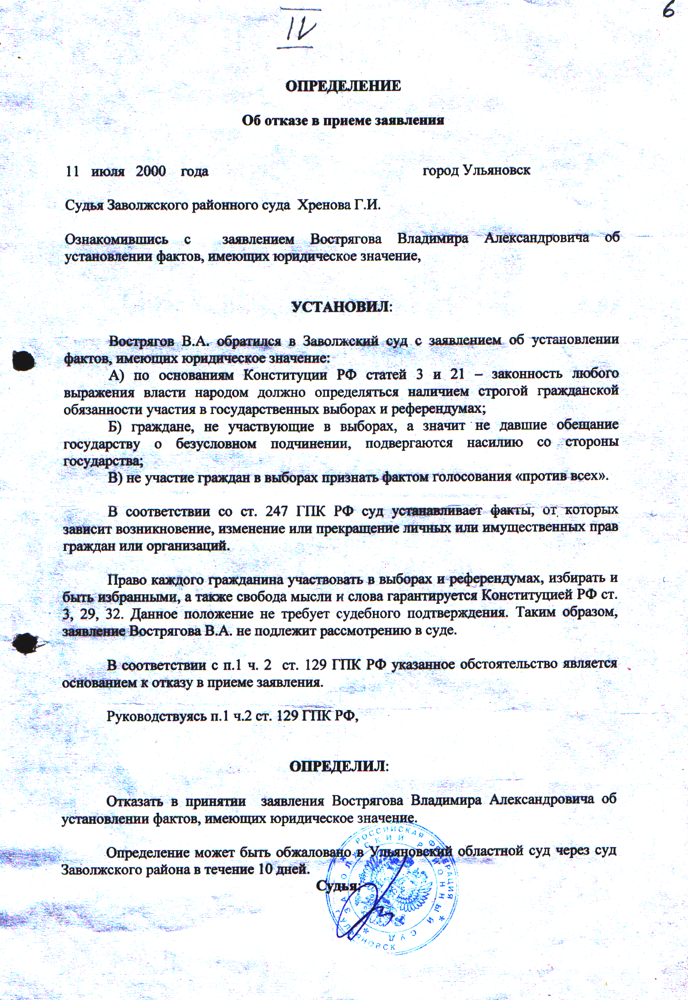 IV
6
ОПРЕДЕЛЕНИЕ
Об отказе в приеме заявления
11 июля 2000 года город Ульяновск
Судья Заволжского районного суда Хренова Г.И.
Ознакомившись с заявлением Вострягова Владимира Александровича об
установлении фактов, имеющих юридическое значение,
УСТАНОВИЛ:
Вострягов В.А. обратился в Заволжский суд с заявлением об установлении
фактов, имеющих юридическое значение:
А) по основаниям Конституции РФ статей 3 и 21 – законность любого
выражения власти народом должно определяться наличием строгой гражданской
обязанности участия в государственных выборах и референдумах;
Б) граждане, не участвующие в выборах, а значит не давшие обещание
государству о безусловном подчинении, подвергаются насилию со стороны
государства;
В) не участие граждан в выборах признать фактом голосования «против всех».
В соответствии со ст. 247 ГПК РФ суд устанавливает факты, от которых
зависит возникновение, изменение или прекращение личных или имущественных прав
граждан или организаций.
Право каждого гражданина участвовать в выборах и референдумах, избирать и
быть избранными, а также свобода мысли и слова гарантируется Конституцией РФ ст.
3, 29, 32. Данное положение не требует судебного подтверждения. Таким образом,
заявление Вострягова В.А. не подлежит рассмотрению в суде.
В соответствии с п.1 ч. 2 ст. 129 ГПК РФ указанное обстоятельство является
основанием к отказу в приеме заявления.
Руководствуясь п.1 ч.2 ст. 129 ГПК РФ,
ОПРЕДЕЛИЛ:
Отказать в принятии заявления Вострягова Владимира Александровича об
установлении фактов, имеющих юридическое значение.
Определение может быть обжаловано в Ульяновский областной суд через суд
Заволжского района в течение 10 дней.
Судья:
РОССИЙСКАЯ ФЕДЕРАЦИЯ * Г. УЛЬЯНОВСК
ЗАВОЛЖСКИЙ РАЙОННЫЙ СУД *